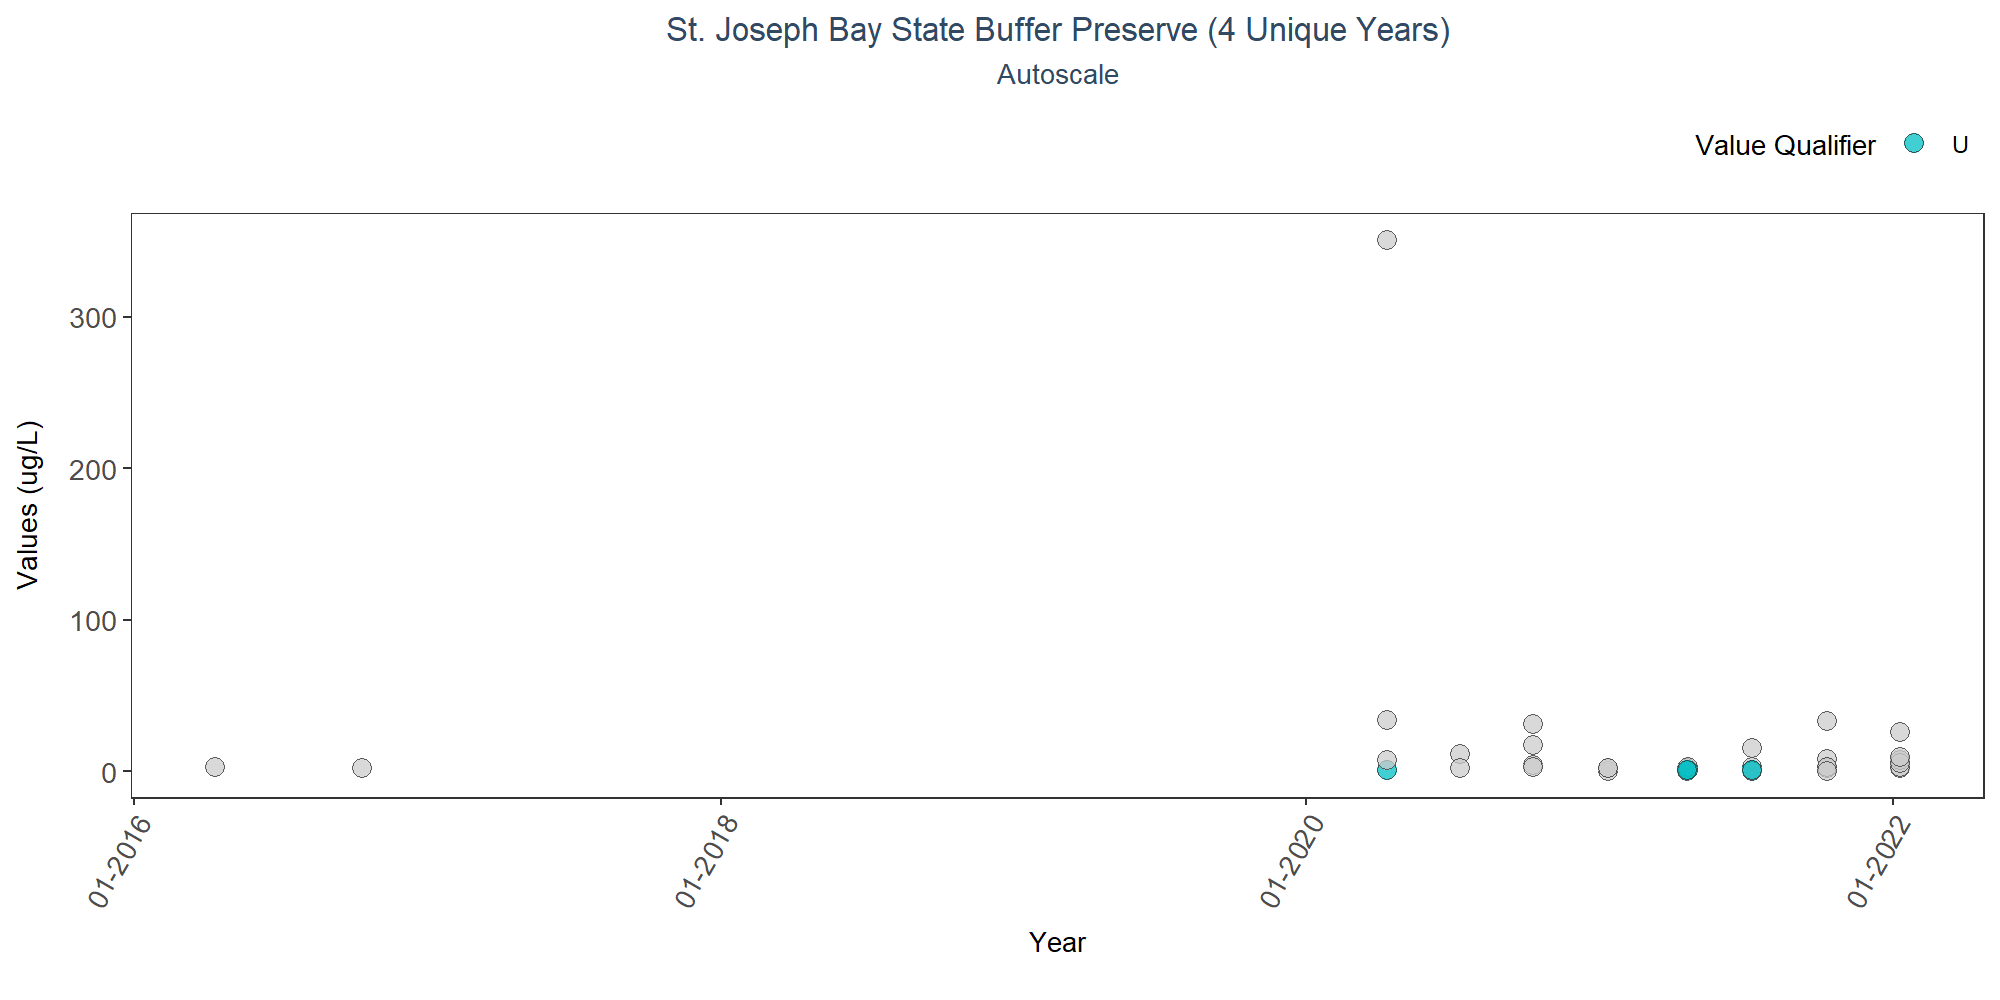 St. Joseph Bay State Buffer Preserve (4 Unique Years)
Autoscale
Value Qualifier U
Values (ug/L)
300
200
100
0
01-2016 01-2018 01-2020 01-2022
Year